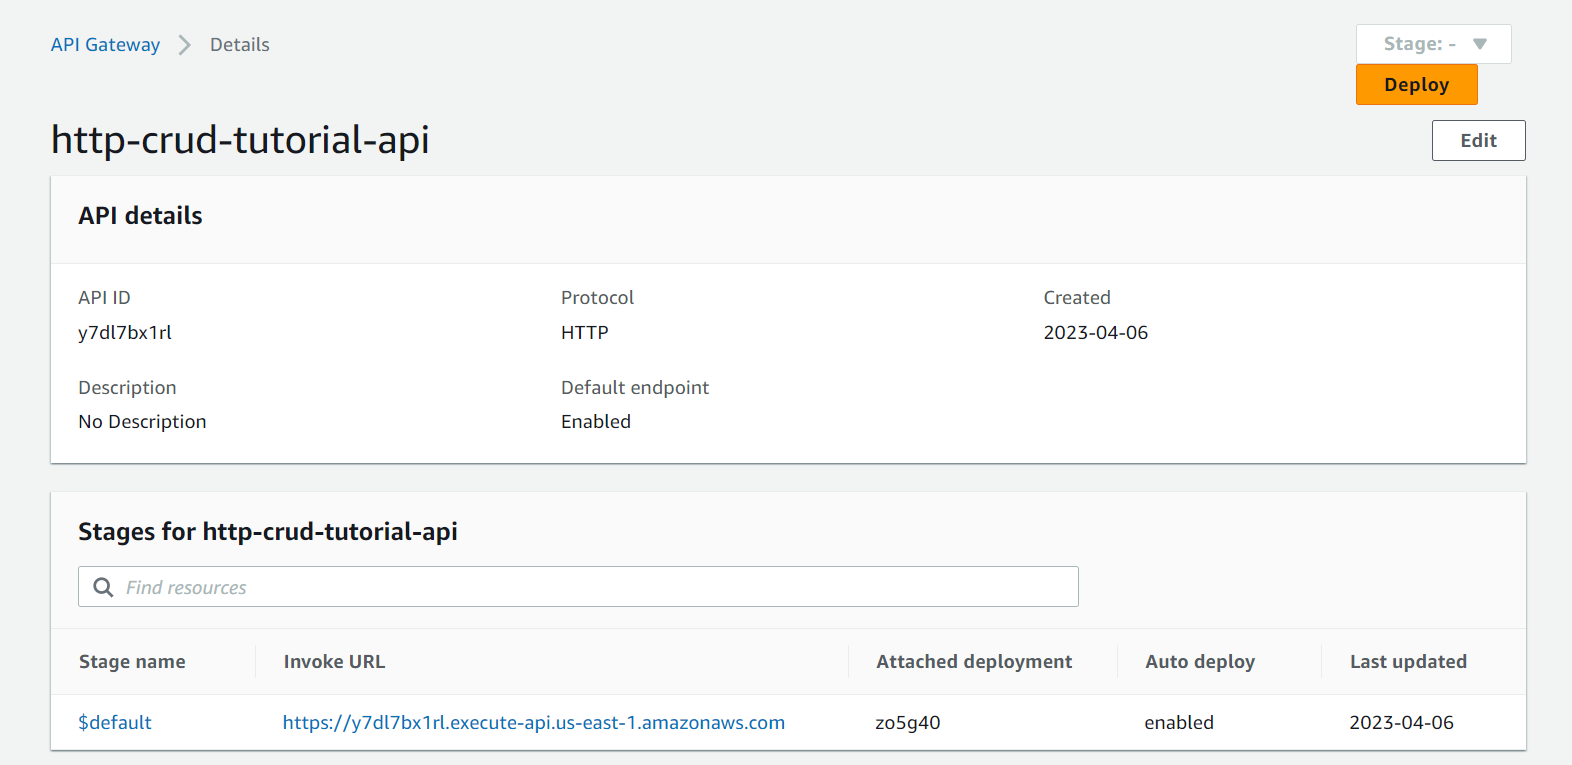 API Gateway > Details
Stage: -
Deploy
http-crud-tutorial-api
Edit
API details
API ID Protocol Created
y7dl7bx1rl HTTP 2023-04-06
Description Default endpoint
No Description Enabled
Stages for http-crud-tutorial-api
Find resources
Stage name Invoke URL Attached deployment Auto deploy Last updated
$default https://y7dl7bx1rl.execute-api.us-east-1.amazonaws.com zo5g40 enabled 2023-04-06